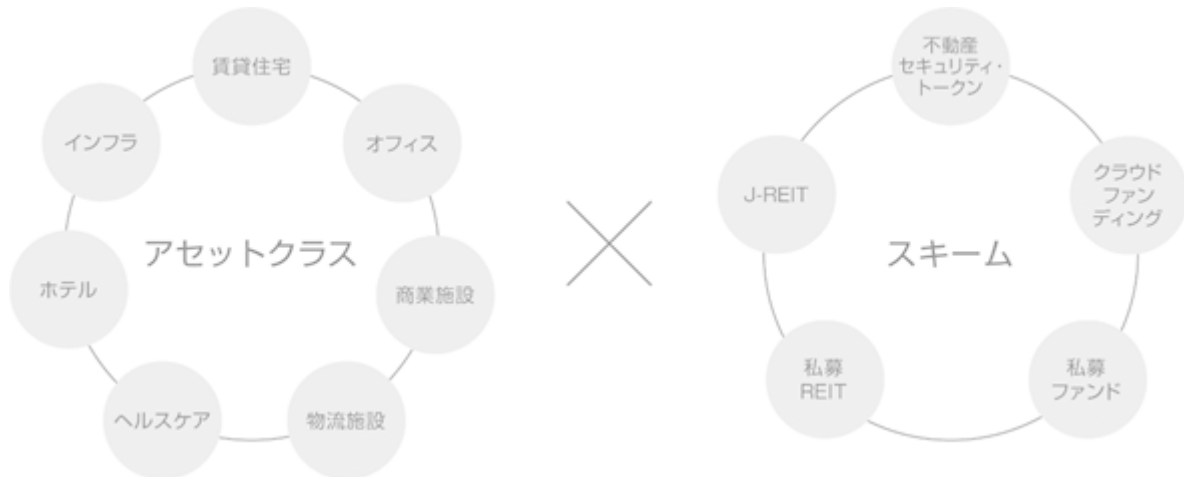 賃貸住宅
オフィス
商業施設
物流施設
ヘルスケア
ホテル
インフラ
アセットクラス
不動産
セキュリティ・
トークン
クラウド
ファン
ディング
私募
ファンド
私募
REIT
J-REIT
スキーム